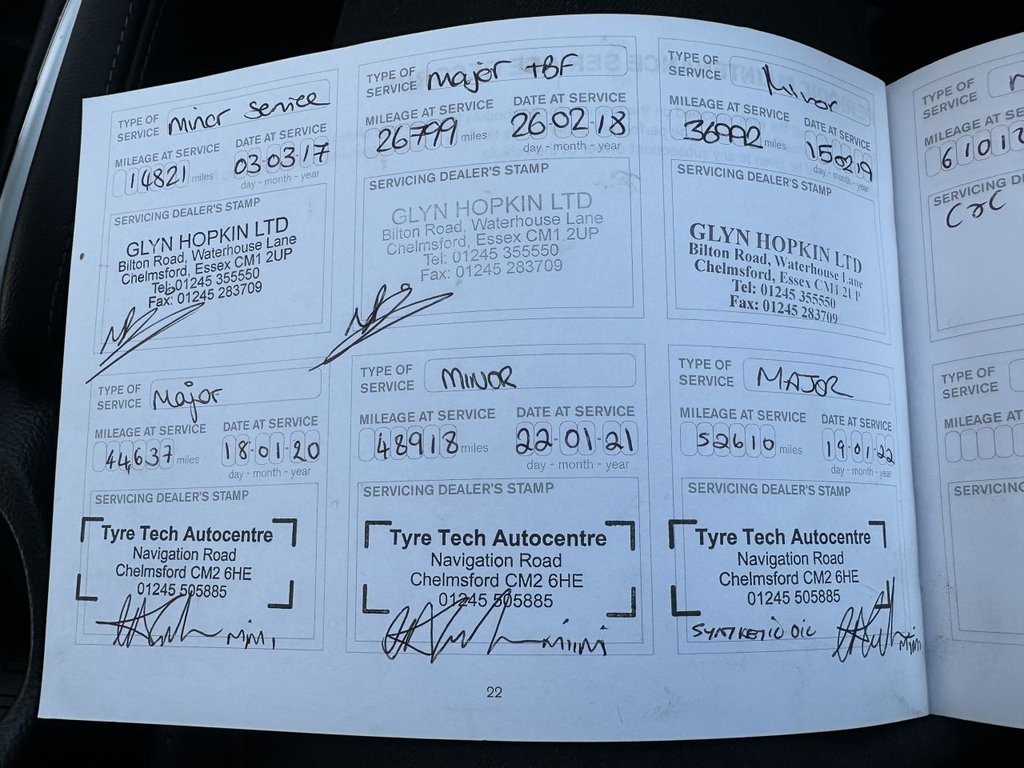 TYPE OF
SERVICE
Minor Service
MILEAGE AT SERVICE
14821 miles
DATE AT SERVICE
03-03-17
day - month - year
SERVICING DEALER'S STAMP
GLYN HOPKIN LTD
Bilton Road, Waterhouse Lane
Chelmsford, Essex CM1 2UP
Tel: 01245 355550
Fax: 01245 283709
TYPE OF
SERVICE
Major +BF
MILEAGE AT SERVICE
26799 miles
DATE AT SERVICE
26-02-18
day - month - year
SERVICING DEALER'S STAMP
GLYN HOPKIN LTD
Bilton Road, Waterhouse Lane
Chelmsford, Essex CM1 2UP
Tel: 01245 355550
Fax: 01245 283709
TYPE OF
SERVICE
Minor
MILEAGE AT SERVICE
36992 miles
DATE AT SERVICE
150219
day - month - year
SERVICING DEALER'S STAMP
GLYN HOPKIN LTD
Bilton Road, Waterhouse Lane
Chelmsford, Essex CM1 2UP
Tel: 01245 355550
Fax: 01245 283709
TYPE OF
SERVICE
Major
MILEAGE AT SERVICE
44637 miles
DATE AT SERVICE
18-01-20
day - month - year
SERVICING DEALER'S STAMP
Tyre Tech Autocentre
Navigation Road
Chelmsford CM2 6HE
01245 505885
TYPE OF
SERVICE
MINOR
MILEAGE AT SERVICE
48918 miles
DATE AT SERVICE
22-01-21
day - month - year
SERVICING DEALER'S STAMP
Tyre Tech Autocentre
Navigation Road
Chelmsford CM2 6HE
01245 505885
TYPE OF
SERVICE
MAJOR
MILEAGE AT SERVICE
52610 miles
DATE AT SERVICE
19-01-22
day - month - year
SERVICING DEALER'S STAMP
Tyre Tech Autocentre
Navigation Road
Chelmsford CM2 6HE
01245 505885
SYNTHETIC OIL
22
TYPE OF
SERVICE
MILEAGE AT SE
61012
SERVICING D
TYPE OF
SERVICE
MILEAGE AT
SERVICING